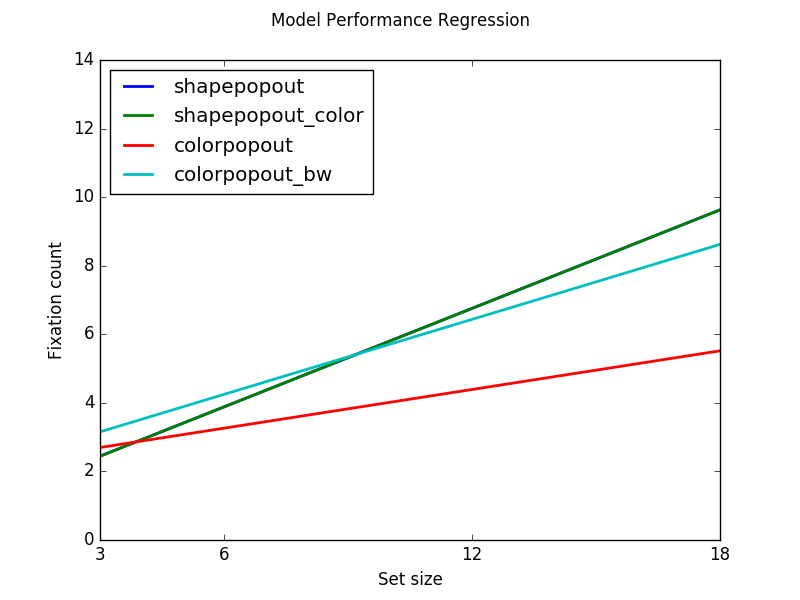 Model Performance Regression
14
12
10
8
6
4
2
0
shapepopout
shapepopout_color
colorpopout
colorpopout_bw
Fixation count
3 6 12 18
Set size